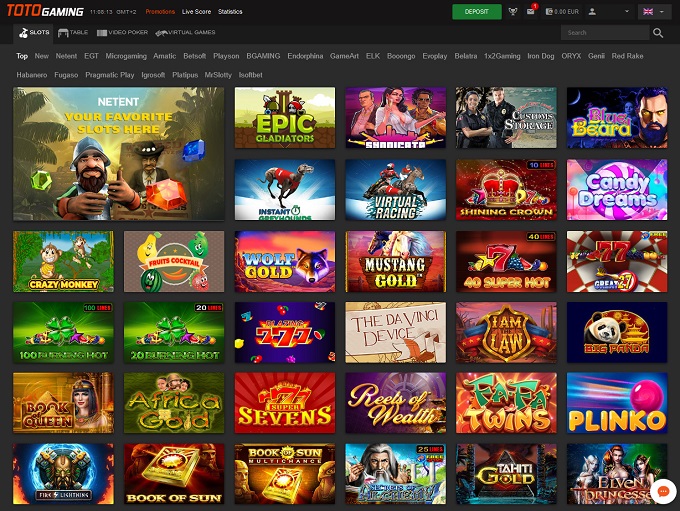 TOTOGAMING 11:08:13 GMT+2 Promotions Live Score Statistics DEPOSIT 1 0.00 EUR
SLOTS TABLE VIDEO POKER VIRTUAL GAMES Search
Top New Netent EGT Microgaming Amatic Betsoft Playson BGAMING Endorphina GameArt ELK Booongo Evoplay Belatra 1x2Gaming Iron Dog ORYX Genii Red Rake
Habanero Fugaso Pragmatic Play Igrosoft Platipus MrSlotty Isoftbet
NETENT
YOUR FAVORITE
SLOTS HERE
EPIC
GLADIATORS
SYNDICATE
CUSTOMS
STORAGE
Blue
Beard
INSTANT
GREYHOUNDS
VIRTUAL
RACING
10 LINES
SHINING CROWN
Candy
Dreams
CRAZY MONKEY
FRUITS COCKTAIL
WOLF
GOLD
MUSTANG
GOLD
40 LINES
40 SUPER HOT
77
GREAT 27
100 LINES
100 BURNING HOT
20 LINES
20 BURNING HOT
BLAZING
777
THE DA VINCI
DEVICE
I AM
THE LAW
BIG PANDA
BOOK OF
QUEEN
Africa
Gold
777
SUPER
SEVENS
Reels of
Wealth
FA FA
TWINS
PLINKO
FIRE LIGHTNING
BOOK OF SUN
BOOK OF SUN
MULTICHANCE
25 LINES
SECRETS OF
ALCHEMY
TAHITI
GOLD
ELVEN
PRINCESSES